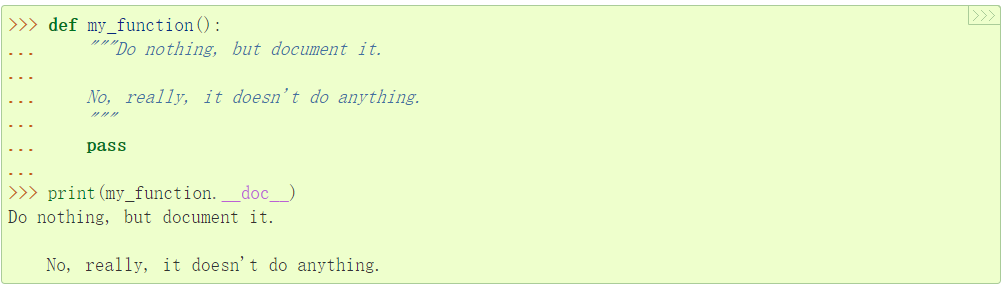 >>>
>>> def my_function():
...     """Do nothing, but document it.
...
...     No, really, it doesn't do anything.
...     """
...     pass
...
>>> print(my_function.__doc__)
Do nothing, but document it.

    No, really, it doesn't do anything.